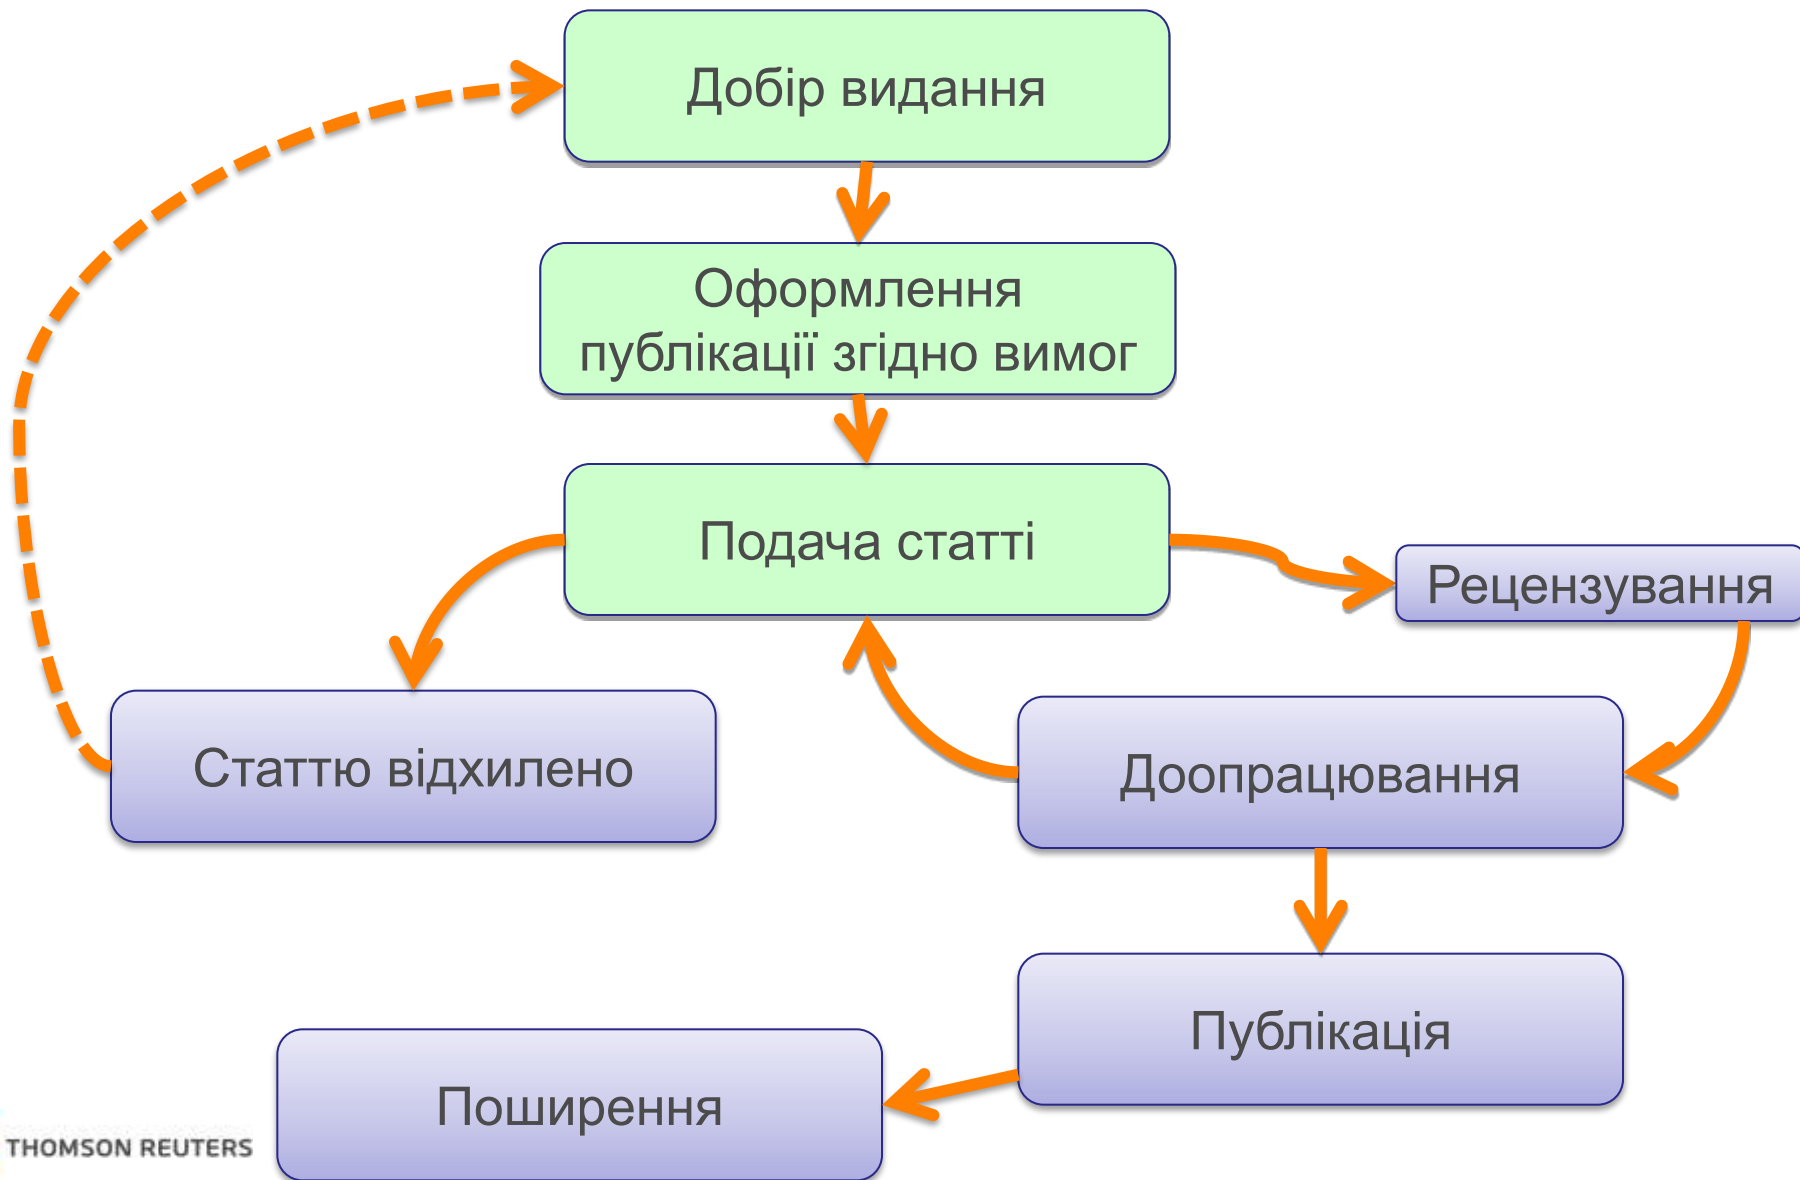 Добір видання
Оформлення
публікації згідно вимог
Подача статті
Рецензування
Статтю відхилено
Доопрацювання
Публікація
Поширення
THOMSON REUTERS